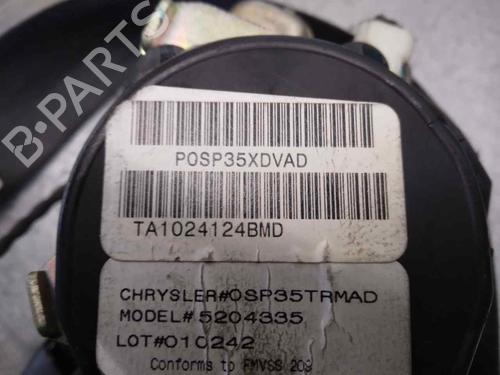 P0SP35XDVAD
TA1024124BMD
CHRYSLER#0SP35TRMAD
MODEL# 5204335
LOT#010242
Conforms to FMVSS 209
B-PARTS